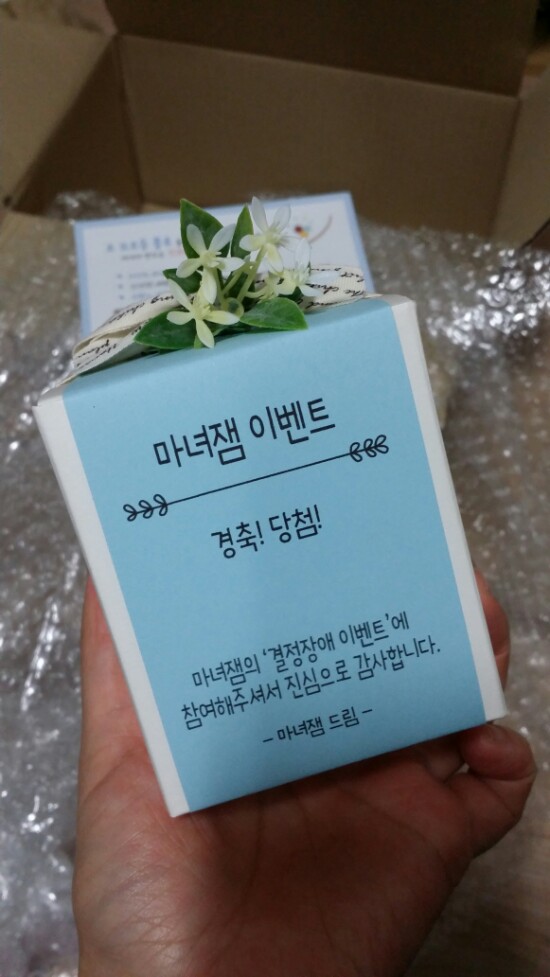 마녀잼 이벤트
경축! 당첨!
마녀잼의 '결정장애 이벤트'에
참여해주셔서 진심으로 감사합니다.
- 마녀잼 드림 -